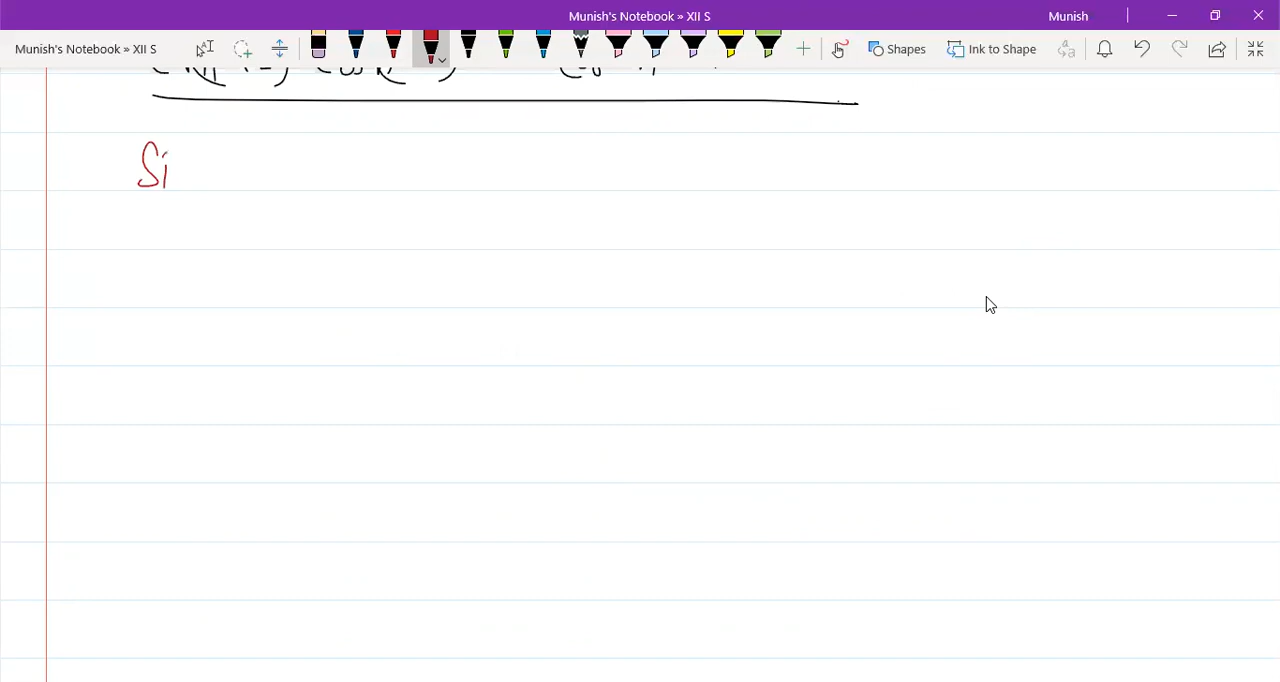 Munish's Notebook » XII S
Munish
Munish's Notebook » XII S
Shapes
Ink to Shape
Si